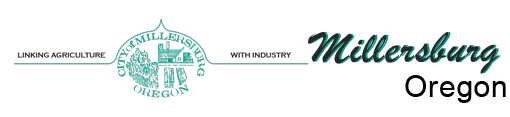 LINKING AGRICULTURE
CITY OF MILLERSBURG
OREGON
WITH INDUSTRY
Millersburg
Oregon